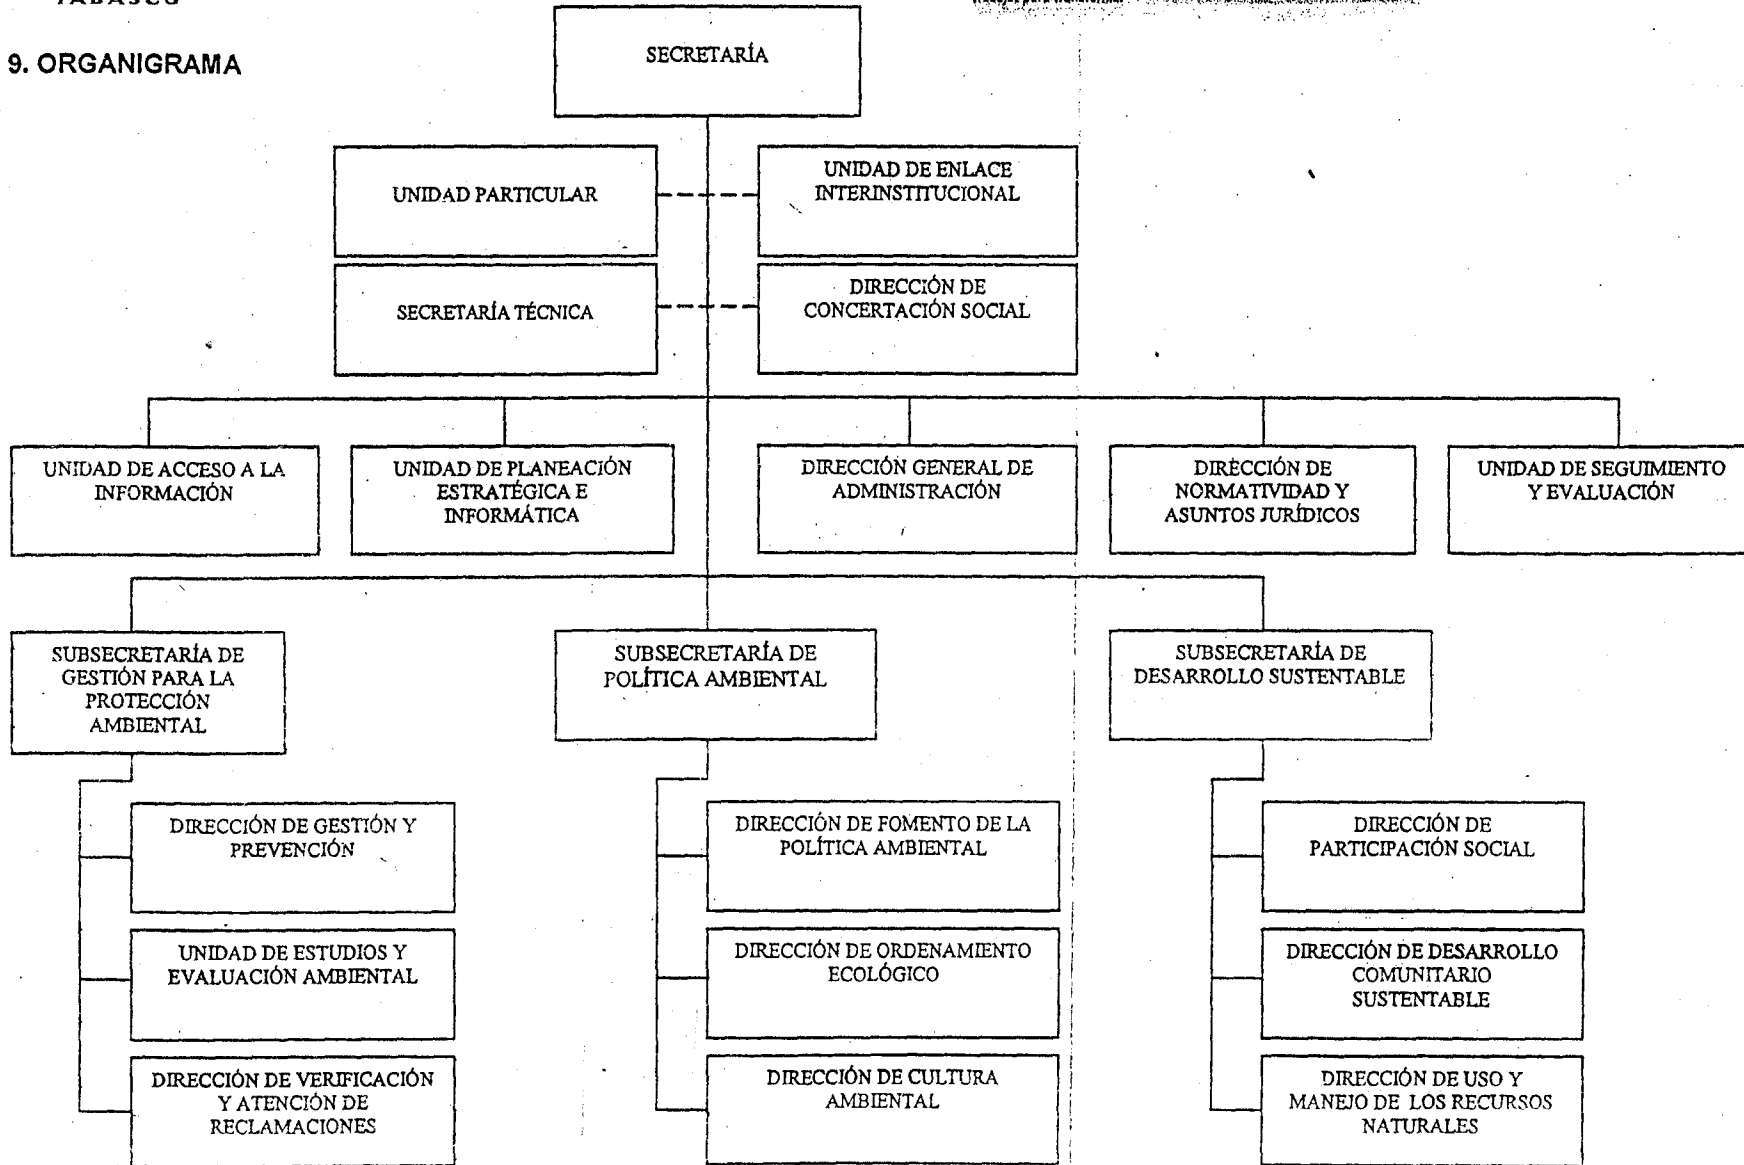 TABASCO
9. ORGANIGRAMA
SECRETARÍA
UNIDAD PARTICULAR
UNIDAD DE ENLACE
INTERINSTITUCIONAL
SECRETARÍA TÉCNICA
DIRECCIÓN DE
CONCERTACIÓN SOCIAL
UNIDAD DE ACCESO A LA
INFORMACIÓN
UNIDAD DE PLANEACIÓN
ESTRATÉGICA E
INFORMÁTICA
DIRECCIÓN GENERAL DE
ADMINISTRACIÓN
DIRECCIÓN DE
NORMATIVIDAD Y
ASUNTOS JURÍDICOS
UNIDAD DE SEGUIMIENTO
Y EVALUACIÓN
SUBSECRETARÍA DE
GESTIÓN PARA LA
PROTECCIÓN
AMBIENTAL
SUBSECRETARÍA DE
POLÍTICA AMBIENTAL
SUBSECRETARÍA DE
DESARROLLO SUSTENTABLE
DIRECCIÓN DE GESTIÓN Y
PREVENCIÓN
UNIDAD DE ESTUDIOS Y
EVALUACIÓN AMBIENTAL
DIRECCIÓN DE VERIFICACIÓN
Y ATENCIÓN DE
RECLAMACIONES
DIRECCIÓN DE FOMENTO DE LA
POLÍTICA AMBIENTAL
DIRECCIÓN DE ORDENAMIENTO
ECOLÓGICO
DIRECCIÓN DE CULTURA
AMBIENTAL
DIRECCIÓN DE
PARTICIPACIÓN SOCIAL
DIRECCIÓN DE DESARROLLO
COMUNITARIO
SUSTENTABLE
DIRECCIÓN DE USO Y
MANEJO DE LOS RECURSOS
NATURALES